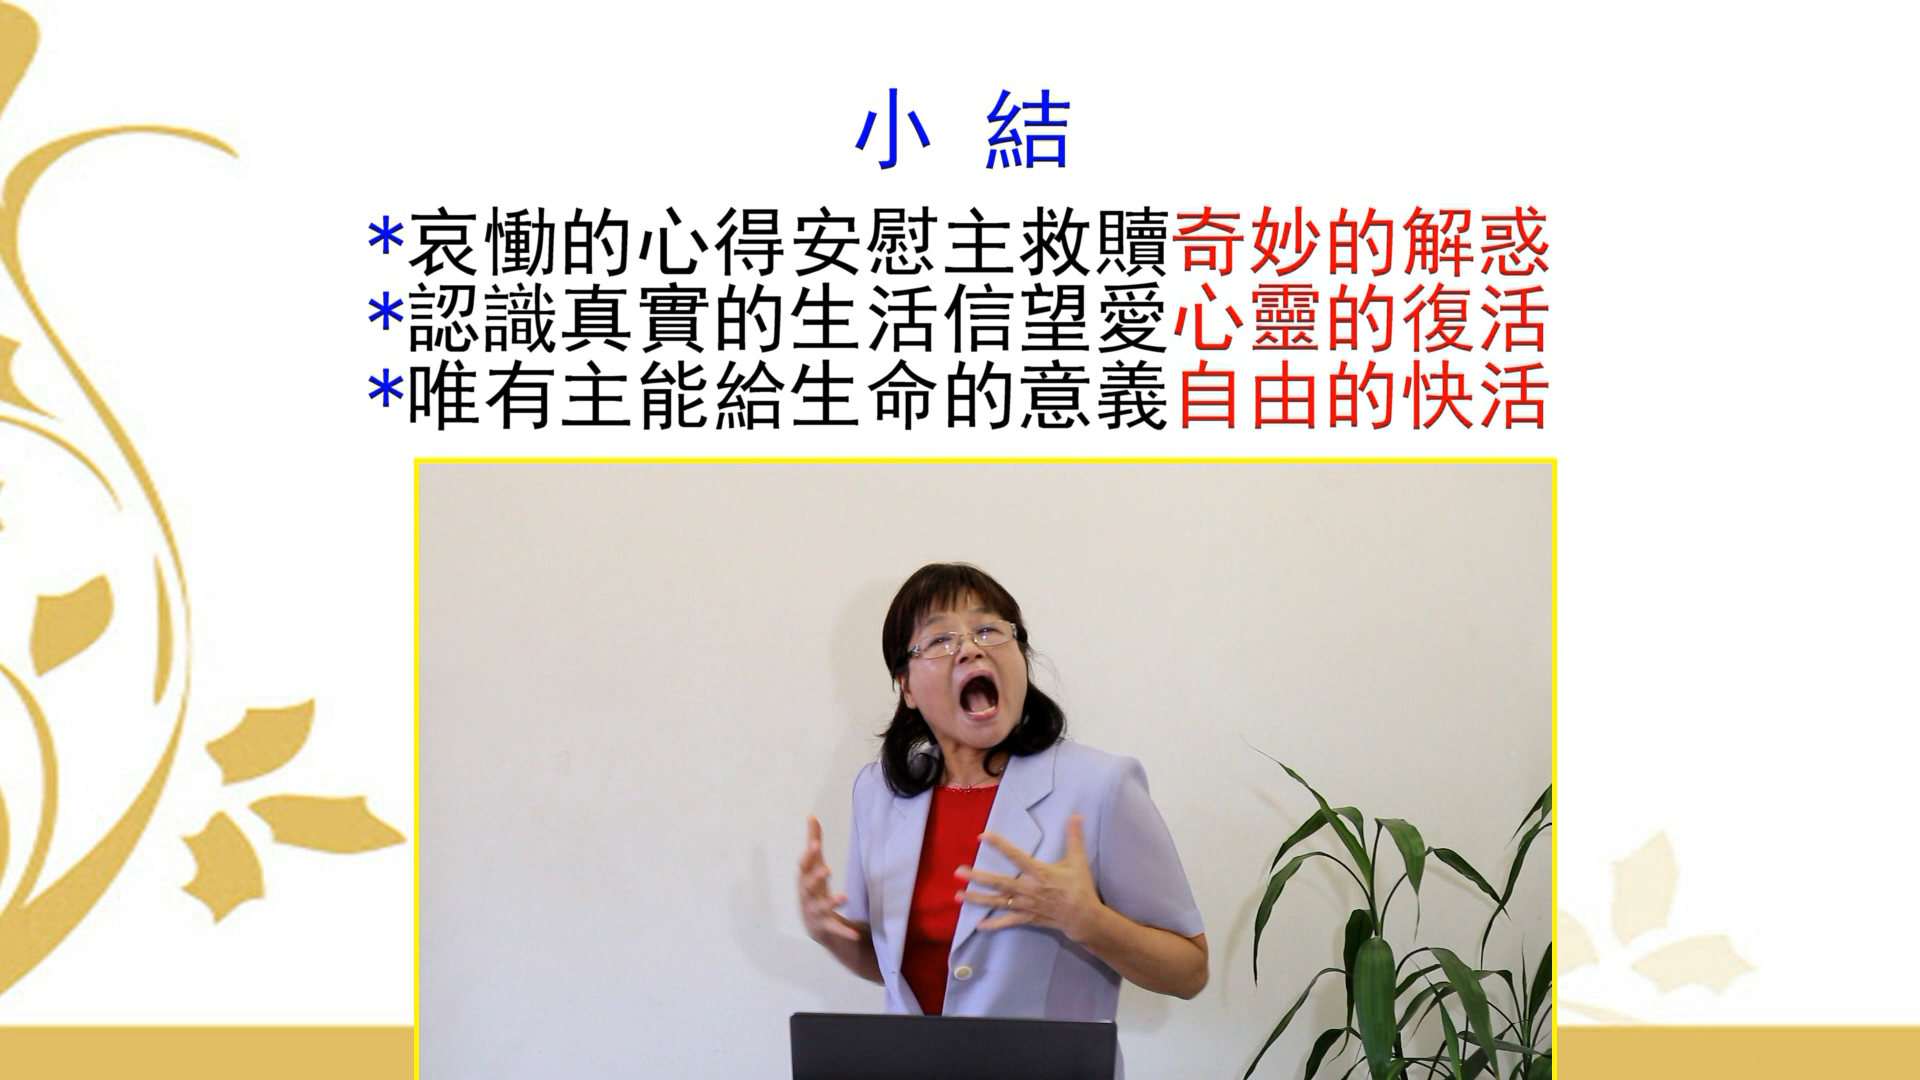 小 結
*哀慟的心得安慰主救贖奇妙的解惑
*認識真實的生活信望愛心靈的復活
*唯有主能給生命的意義自由的快活